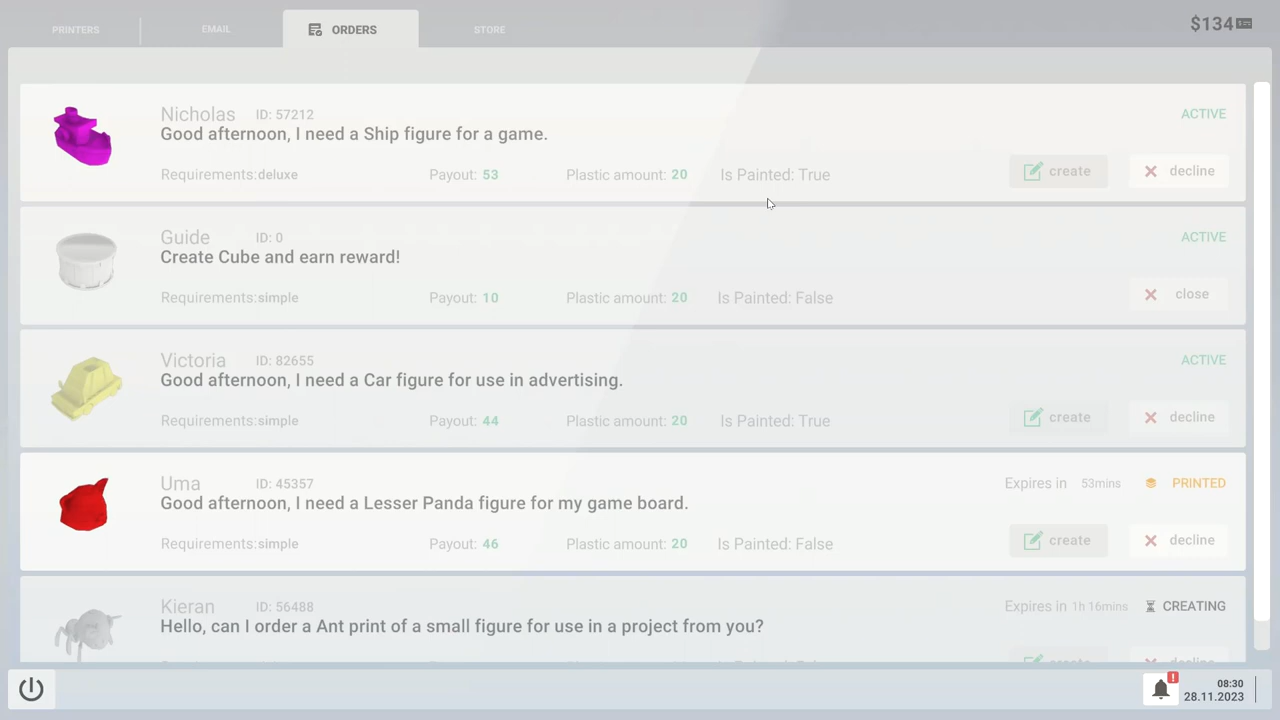 PRINTERS
EMAIL
ORDERS
STORE
$134
Nicholas ID: 57212
ACTIVE
Good afternoon, I need a Ship figure for a game.
Requirements:deluxe Payout: 53 Plastic amount: 20 Is Painted: True
create
decline
Guide ID: 0
ACTIVE
Create Cube and earn reward!
Requirements:simple Payout: 10 Plastic amount: 20 Is Painted: False
close
Victoria ID: 82655
ACTIVE
Good afternoon, I need a Car figure for use in advertising.
Requirements:simple Payout: 44 Plastic amount: 20 Is Painted: True
create
decline
Uma ID: 45357
Expires in 53mins PRINTED
Good afternoon, I need a Lesser Panda figure for my game board.
Requirements:simple Payout: 46 Plastic amount: 20 Is Painted: False
create
decline
Kieran ID: 56488
Expires in 1h 16mins CREATING
Hello, can I order a Ant print of a small figure for use in a project from you?
!
08:30
28.11.2023